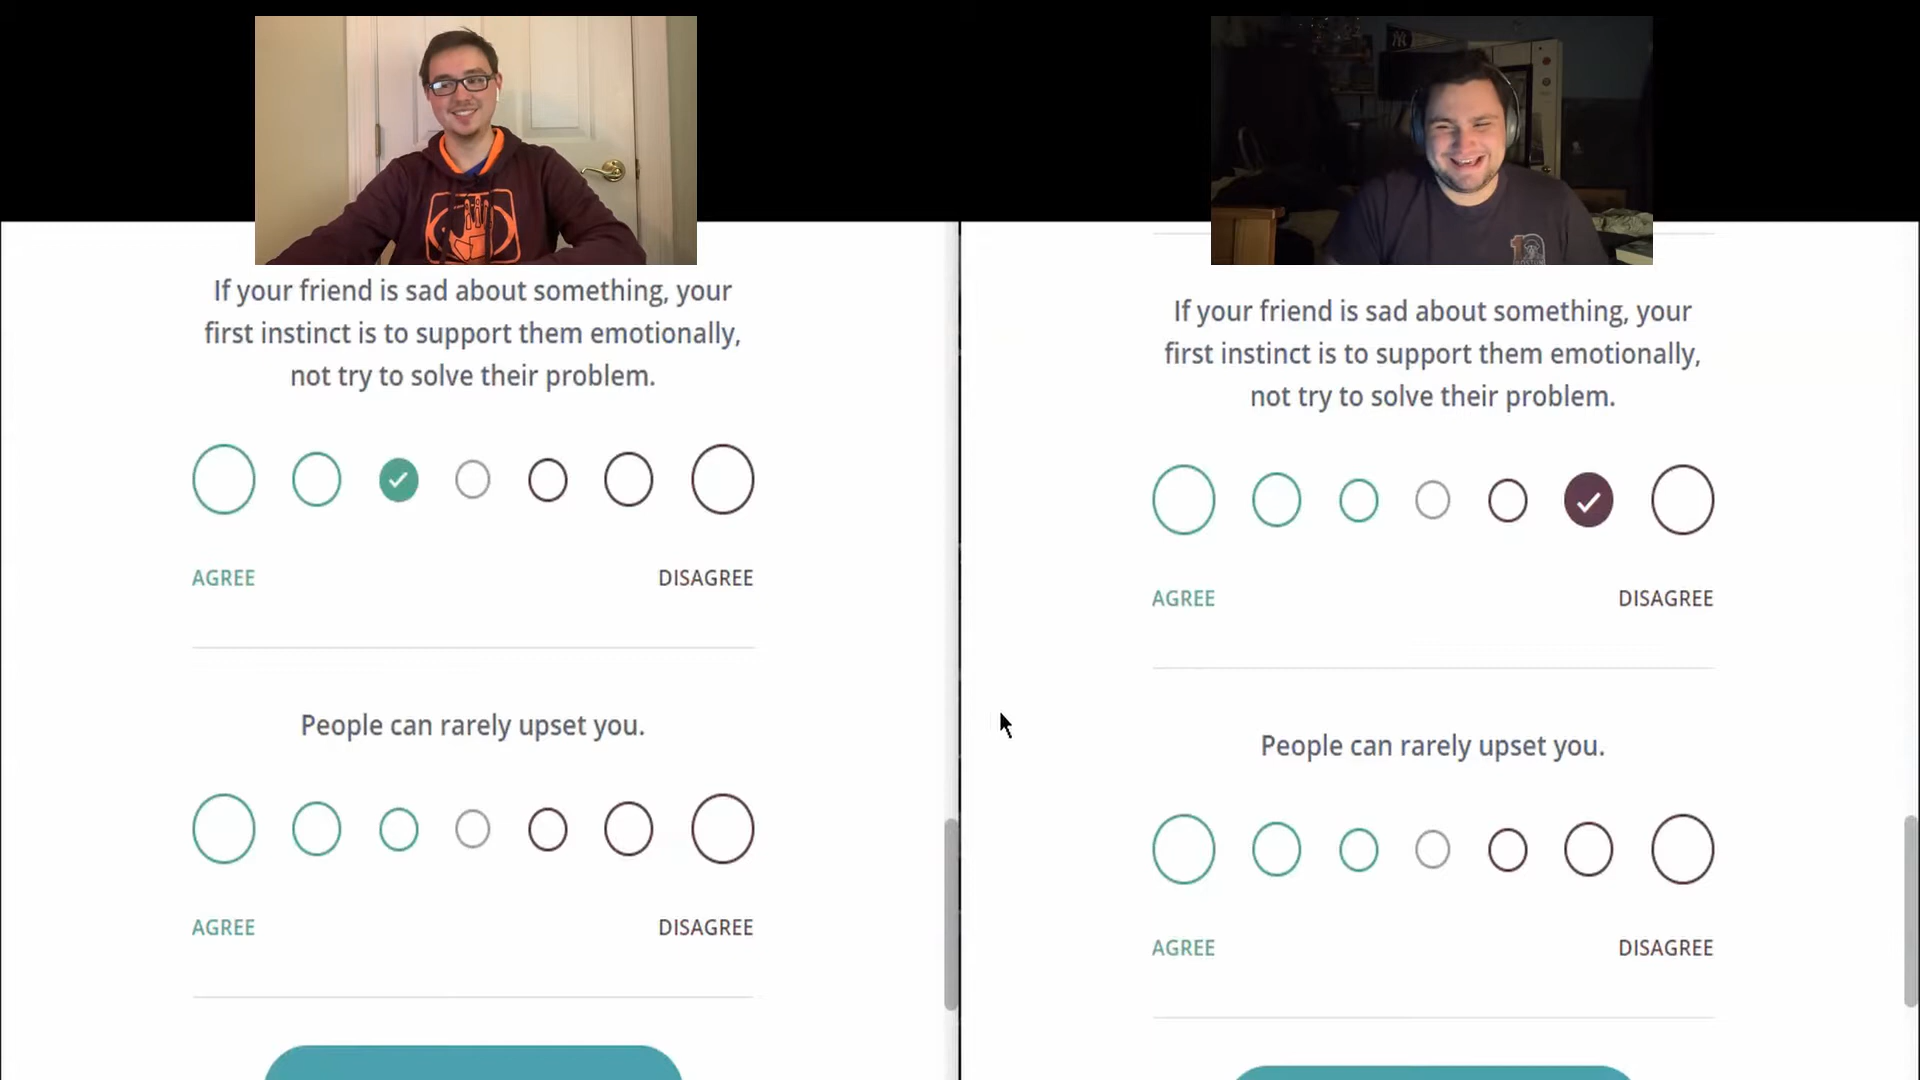 If your friend is sad about something, your
first instinct is to support them emotionally,
not try to solve their problem.
AGREE
DISAGREE
People can rarely upset you.
AGREE
DISAGREE
If your friend is sad about something, your
first instinct is to support them emotionally,
not try to solve their problem.
AGREE
DISAGREE
People can rarely upset you.
AGREE
DISAGREE